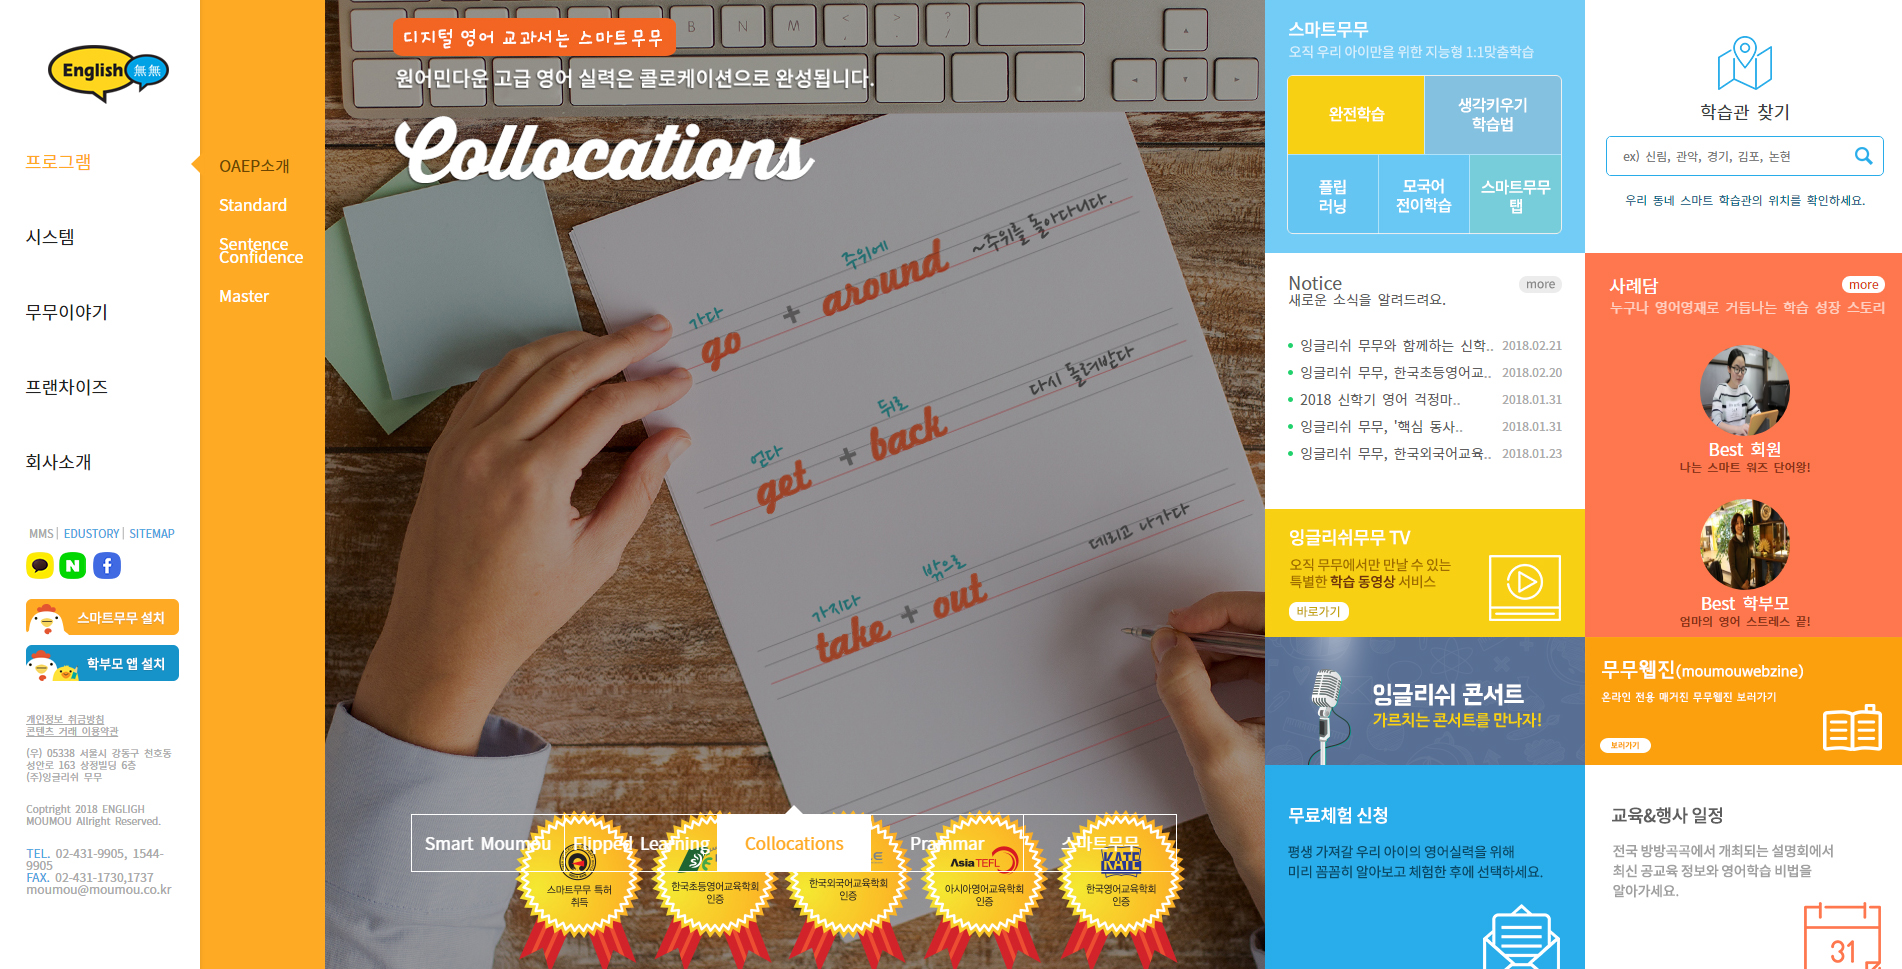 English 無無
프로그램
시스템
무무이야기
프랜차이즈
회사소개
MMS | EDUSTORY | SITEMAP
스마트무무 설치
학부모 앱 설치
개인정보 취급방침
콘텐츠 거래 이용약관
(우) 05338 서울시 강동구 천호동
성안로 163 상정빌딩 6층
(주)잉글리쉬 무무
Coptright 2018 ENGLIGH
MOUMOU Allright Reserved.
TEL. 02-431-9905, 1544-
9905
FAX. 02-431-1730,1737
moumou@moumou.co.kr
OAEP소개
Standard
Sentence
Confidence
Master
디지털 영어 교과서는 스마트무무
원어민다운 고급 영어 실력은 콜로케이션으로 완성됩니다.
Collocations
가다 주위에
go + around ~주위를 돌아다니다.
얻다 뒤로
get + back 다시 돌려받다
가지다 밖으로
take + out 데리고 나가다
B N M
Smart Moumou Flipped Learning Collocations Prammar 스마트무무
AsiaTEFL KATE
스마트무무 특허
취득
한국초등영어교육학회
인증
한국외국어교육학회
인증
아시아영어교육학회
인증
한국영어교육학회
인증
스마트무무
오직 우리 아이만을 위한 지능형 1:1맞춤학습
완전학습
생각키우기
학습법
플립
러닝
모국어
전이학습
스마트무무
탭
학습관 찾기
ex) 신림, 관악, 경기, 김포, 논현
우리 동네 스마트 학습관의 위치를 확인하세요.
Notice more
새로운 소식을 알려드려요.
잉글리쉬 무무와 함께하는 신학.. 2018.02.21
잉글리쉬 무무, 한국초등영어교.. 2018.02.20
2018 신학기 영어 걱정마.. 2018.01.31
잉글리쉬 무무, '핵심 동사.. 2018.01.31
잉글리쉬 무무, 한국외국어교육.. 2018.01.23
사례담 more
누구나 영어영재로 거듭나는 학습 성장 스토리
Best 회원
나는 스마트 워즈 단어왕!
Best 학부모
엄마의 영어 스트레스 끝!
잉글리쉬무무 TV
오직 무무에서만 만날 수 있는
특별한 학습 동영상 서비스
바로가기
잉글리쉬 콘서트
가르치는 콘서트를 만나자!
무무웹진(moumouwebzine)
온라인 전용 매거진 무무웹진 보러가기
보러가기
무료체험 신청
평생 가져갈 우리 아이의 영어실력을 위해
미리 꼼꼼히 알아보고 체험한 후에 선택하세요.
교육&행사 일정
전국 방방곡곡에서 개최되는 설명회에서
최신 공교육 정보와 영어학습 비법을
알아가세요.
31